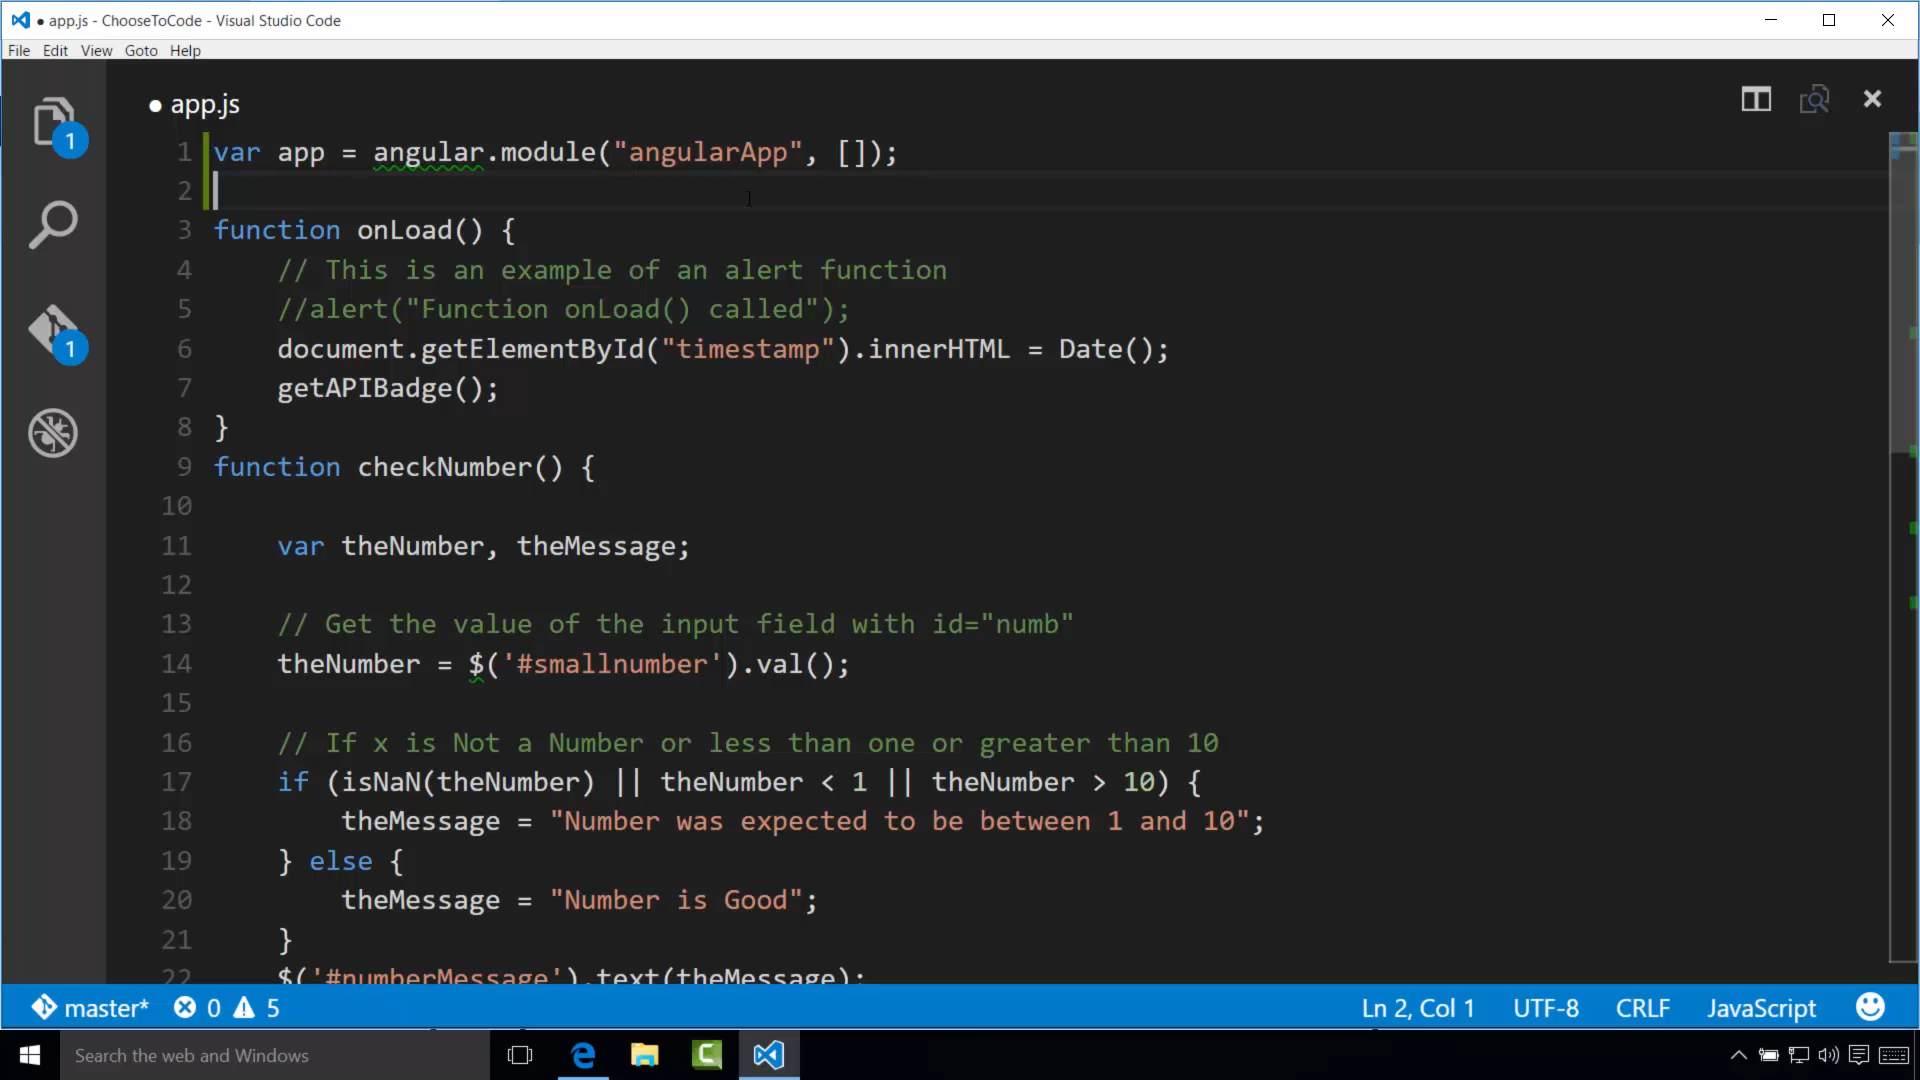 ● app.js - ChooseToCode - Visual Studio Code
File Edit View Goto Help
● app.js
1
1
1 var app = angular.module("angularApp", []);
2
3 function onLoad() {
4 // This is an example of an alert function
5 //alert("Function onLoad() called");
6 document.getElementById("timestamp").innerHTML = Date();
7 getAPIBadge();
8 }
9 function checkNumber() {
10
11 var theNumber, theMessage;
12
13 // Get the value of the input field with id="numb"
14 theNumber = $('#smallnumber').val();
15
16 // If x is Not a Number or less than one or greater than 10
17 if (isNaN(theNumber) || theNumber < 1 || theNumber > 10) {
18 theMessage = "Number was expected to be between 1 and 10";
19 } else {
20 theMessage = "Number is Good";
21 }
22 $('#numberMessage').text(theMessage);
master* 0 5 Ln 2, Col 1 UTF-8 CRLF JavaScript
Search the web and Windows